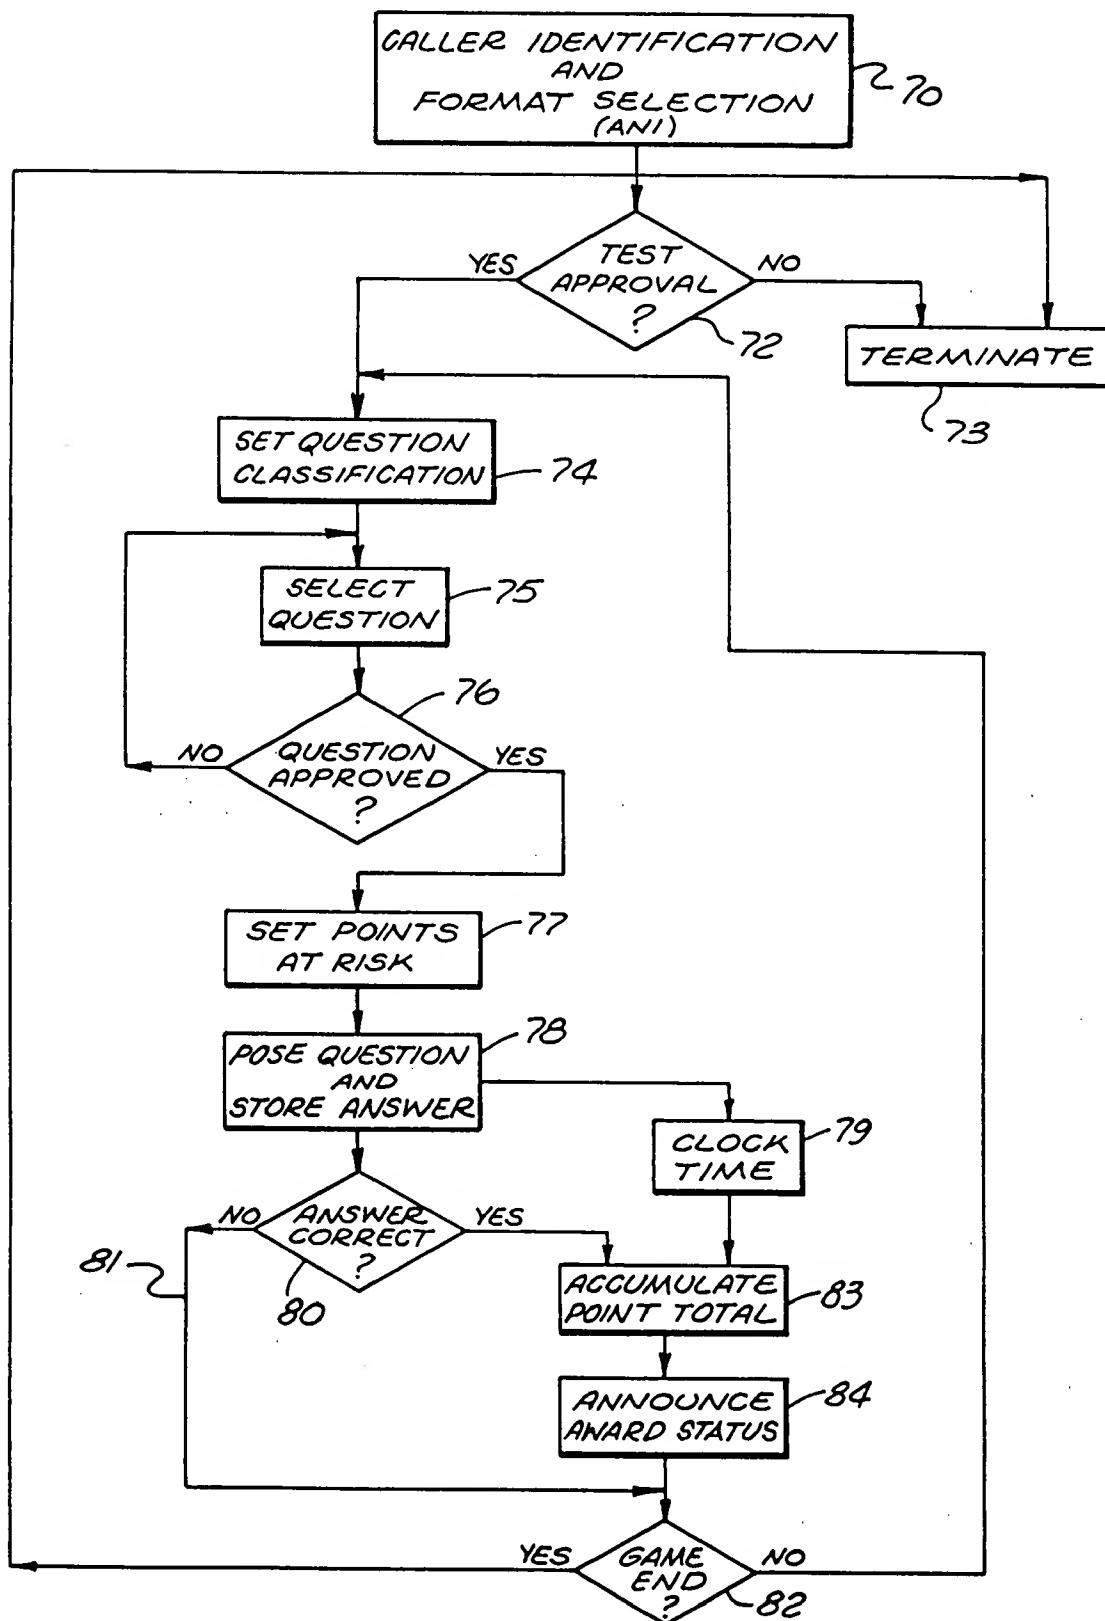 CALLER IDENTIFICATION
AND
FORMAT SELECTION
(ANI)
70
TEST
APPROVAL
?
YES
NO
72
TERMINATE
73
SET QUESTION
CLASSIFICATION
74
SELECT
QUESTION
75
76
NO
QUESTION
APPROVED
?
YES
SET POINTS
AT RISK
77
78
POSE QUESTION
AND
STORE ANSWER
CLOCK
TIME
79
NO
ANSWER
CORRECT
?
YES
81
80
ACCUMULATE
POINT TOTAL
83
ANNOUNCE
AWARD STATUS
84
YES
GAME
END
?
NO
82